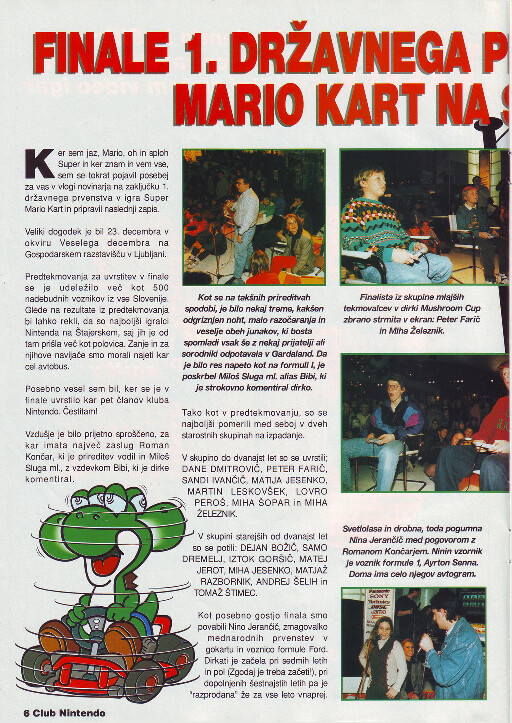 FINALE 1. DRŽAVNEGA P
MARIO KART NA S
Ker sem jaz, Mario, oh in sploh
Super in ker znam in vem vse,
sem se tokrat pojavil posebej
za vas v vlogi novinarja na zaključku 1.
državnega prvenstva v igra Super
Mario Kart in pripravil naslednji zapis.
Veliki dogodek je bil 23. decembra v
okviru Veselega decembra na
Gospodarskem razstavišču v Ljubljani.
Predtekmovanja za uvrstitev v finale
se je udeležilo več kot 500
nadebudnih voznikov iz vse Slovenije.
Glede na rezultate iz predtekmovanja
bi lahko rekli, da so najboljši igralci
Nintenda na Štajerskem, saj jih je od
tam prišla več kot polovica. Zanje in za
njihove navijače smo morali najeti kar
cel avtobus.
Posebno vesel sem bil, ker se je v
finale uvrstilo kar pet članov kluba
Nintendo. Čestitam!
Vzdušje je bilo prijetno sproščeno, za
kar imata največ zaslug Roman
Končar, ki je prireditev vodil in Miloš
Sluga ml., z vzdevkom Bibi, ki je dirke
komentiral.
Kot se na takšnih prireditvah
spodobi, je bilo nekaj treme, kakšen
odgriznjen noht, malo razočaranja in
veselje obeh junakov, ki bosta
spomladi vsak še z nekaj prijatelji ali
sorodniki odpotavala v Gardaland. Da
je bilo res napeto kot na formuli I, je
poskrbel Miloš Sluga ml. alias Bibi, ki
je strokovno komentiral dirko.
Tako kot v predtekmovanju, so se
najboljši pomerili med seboj v dveh
starostnih skupinah na izpadanje.
V skupino do dvanajst let so se uvrstili;
DANE DMITROVIČ, PETER FARIČ,
SANDI IVANČIČ, MATIJA JESENKO,
MARTIN LESKOVŠEK, LOVRO
PEROŠ, MIHA ŠOPAR in MIHA
ŽELEZNIK.
V skupini starejših od dvanajst let
so se potili: DEJAN BOŽIČ, SAMO
DREMELJ, IZTOK GORŠIČ, MATEJ
JEROT, MIHA JESENKO, MATJAŽ
RAZBORNIK, ANDREJ ŠELIH in
TOMAŽ ŠTIMEC.
Kot posebno gostjo finala smo
povabili Nino Jerančič, zmagovalko
mednarodnih prvenstev v
gokartu in voznico formule Ford.
Dirkati je začela pri sedmih letih
in pol (Zgodaj je treba začeti!), pri
dopolnjenih šestnajstih letih pa je
"razprodana" že za vse leto vnaprej.
Finalista iz skupine mlajših
tekmovalcev v dirki Mushroom Cup
zbrano strmita v ekran: Peter Farič
in Miha Železnik.
Svetlolasa in drobna, toda pogumna
Nina Jerančič med pogovorom z
Romanom Končarjem. Ninin vzornik
je voznik formule 1, Ayrton Senna.
Doma ima celo njegov avtogram.
Panasonic
SONY
Technics
6 Club Nintendo